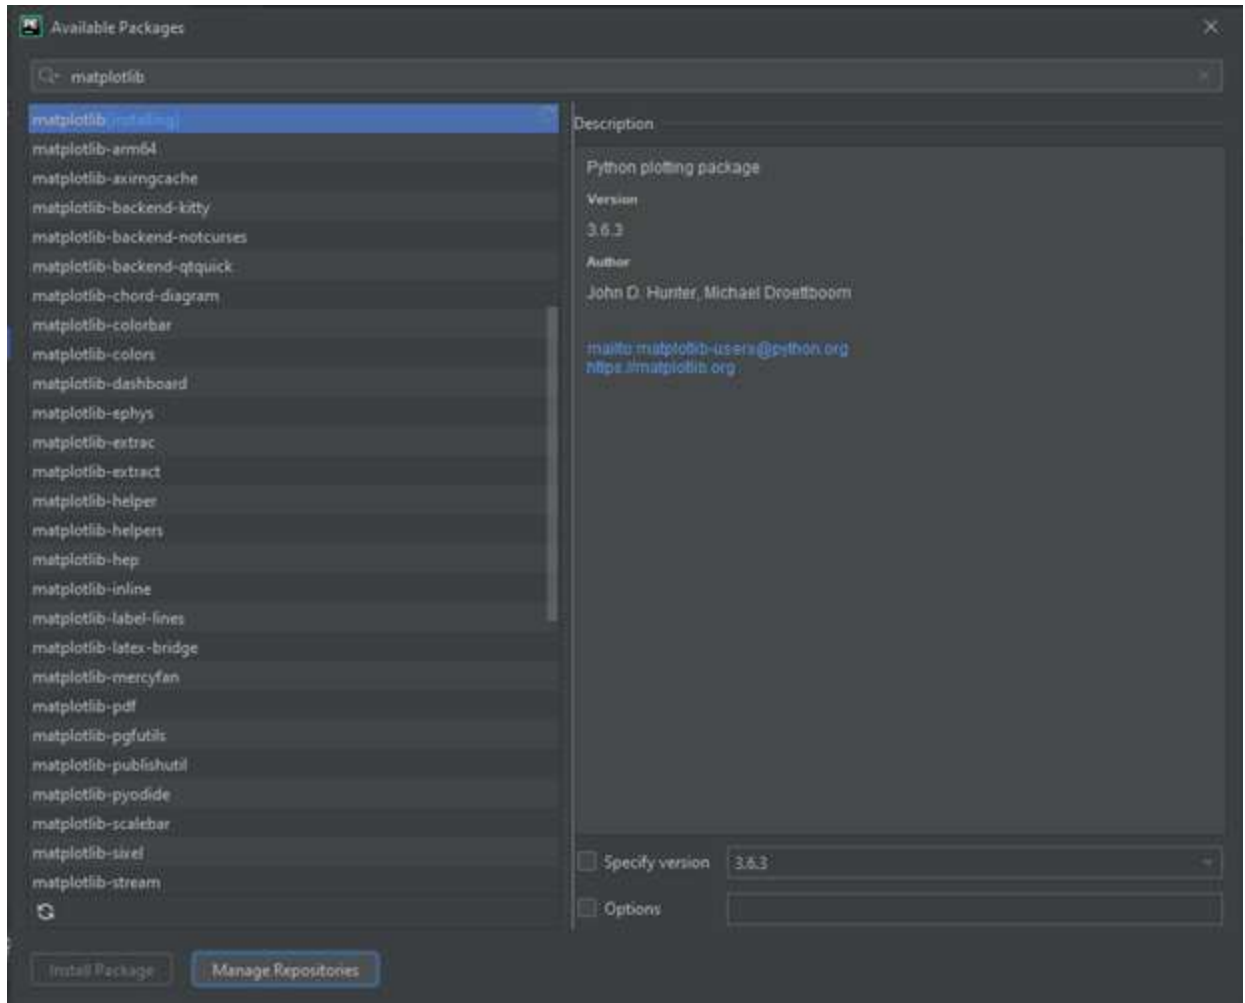 PC
Available Packages
matplotlib
matplotlib (installing)
matplotlib-arm64
matplotlib-aximgcache
matplotlib-backend-kitty
matplotlib-backend-notcurses
matplotlib-backend-qtquick
matplotlib-chord-diagram
matplotlib-colorbar
matplotlib-colors
matplotlib-dashboard
matplotlib-ephys
matplotlib-extrac
matplotlib-extract
matplotlib-helper
matplotlib-helpers
matplotlib-hep
matplotlib-inline
matplotlib-label-lines
matplotlib-latex-bridge
matplotlib-mercyfan
matplotlib-pdf
matplotlib-pgfutils
matplotlib-publishutil
matplotlib-pyodide
matplotlib-scalebar
matplotlib-sixel
matplotlib-stream
Description
Python plotting package
Version
3.6.3
Author
John D. Hunter, Michael Droettboom
mailto:matplotlib-users@python.org
https://matplotlib.org
Specify version 3.6.3
Options
Install Package
Manage Repositories